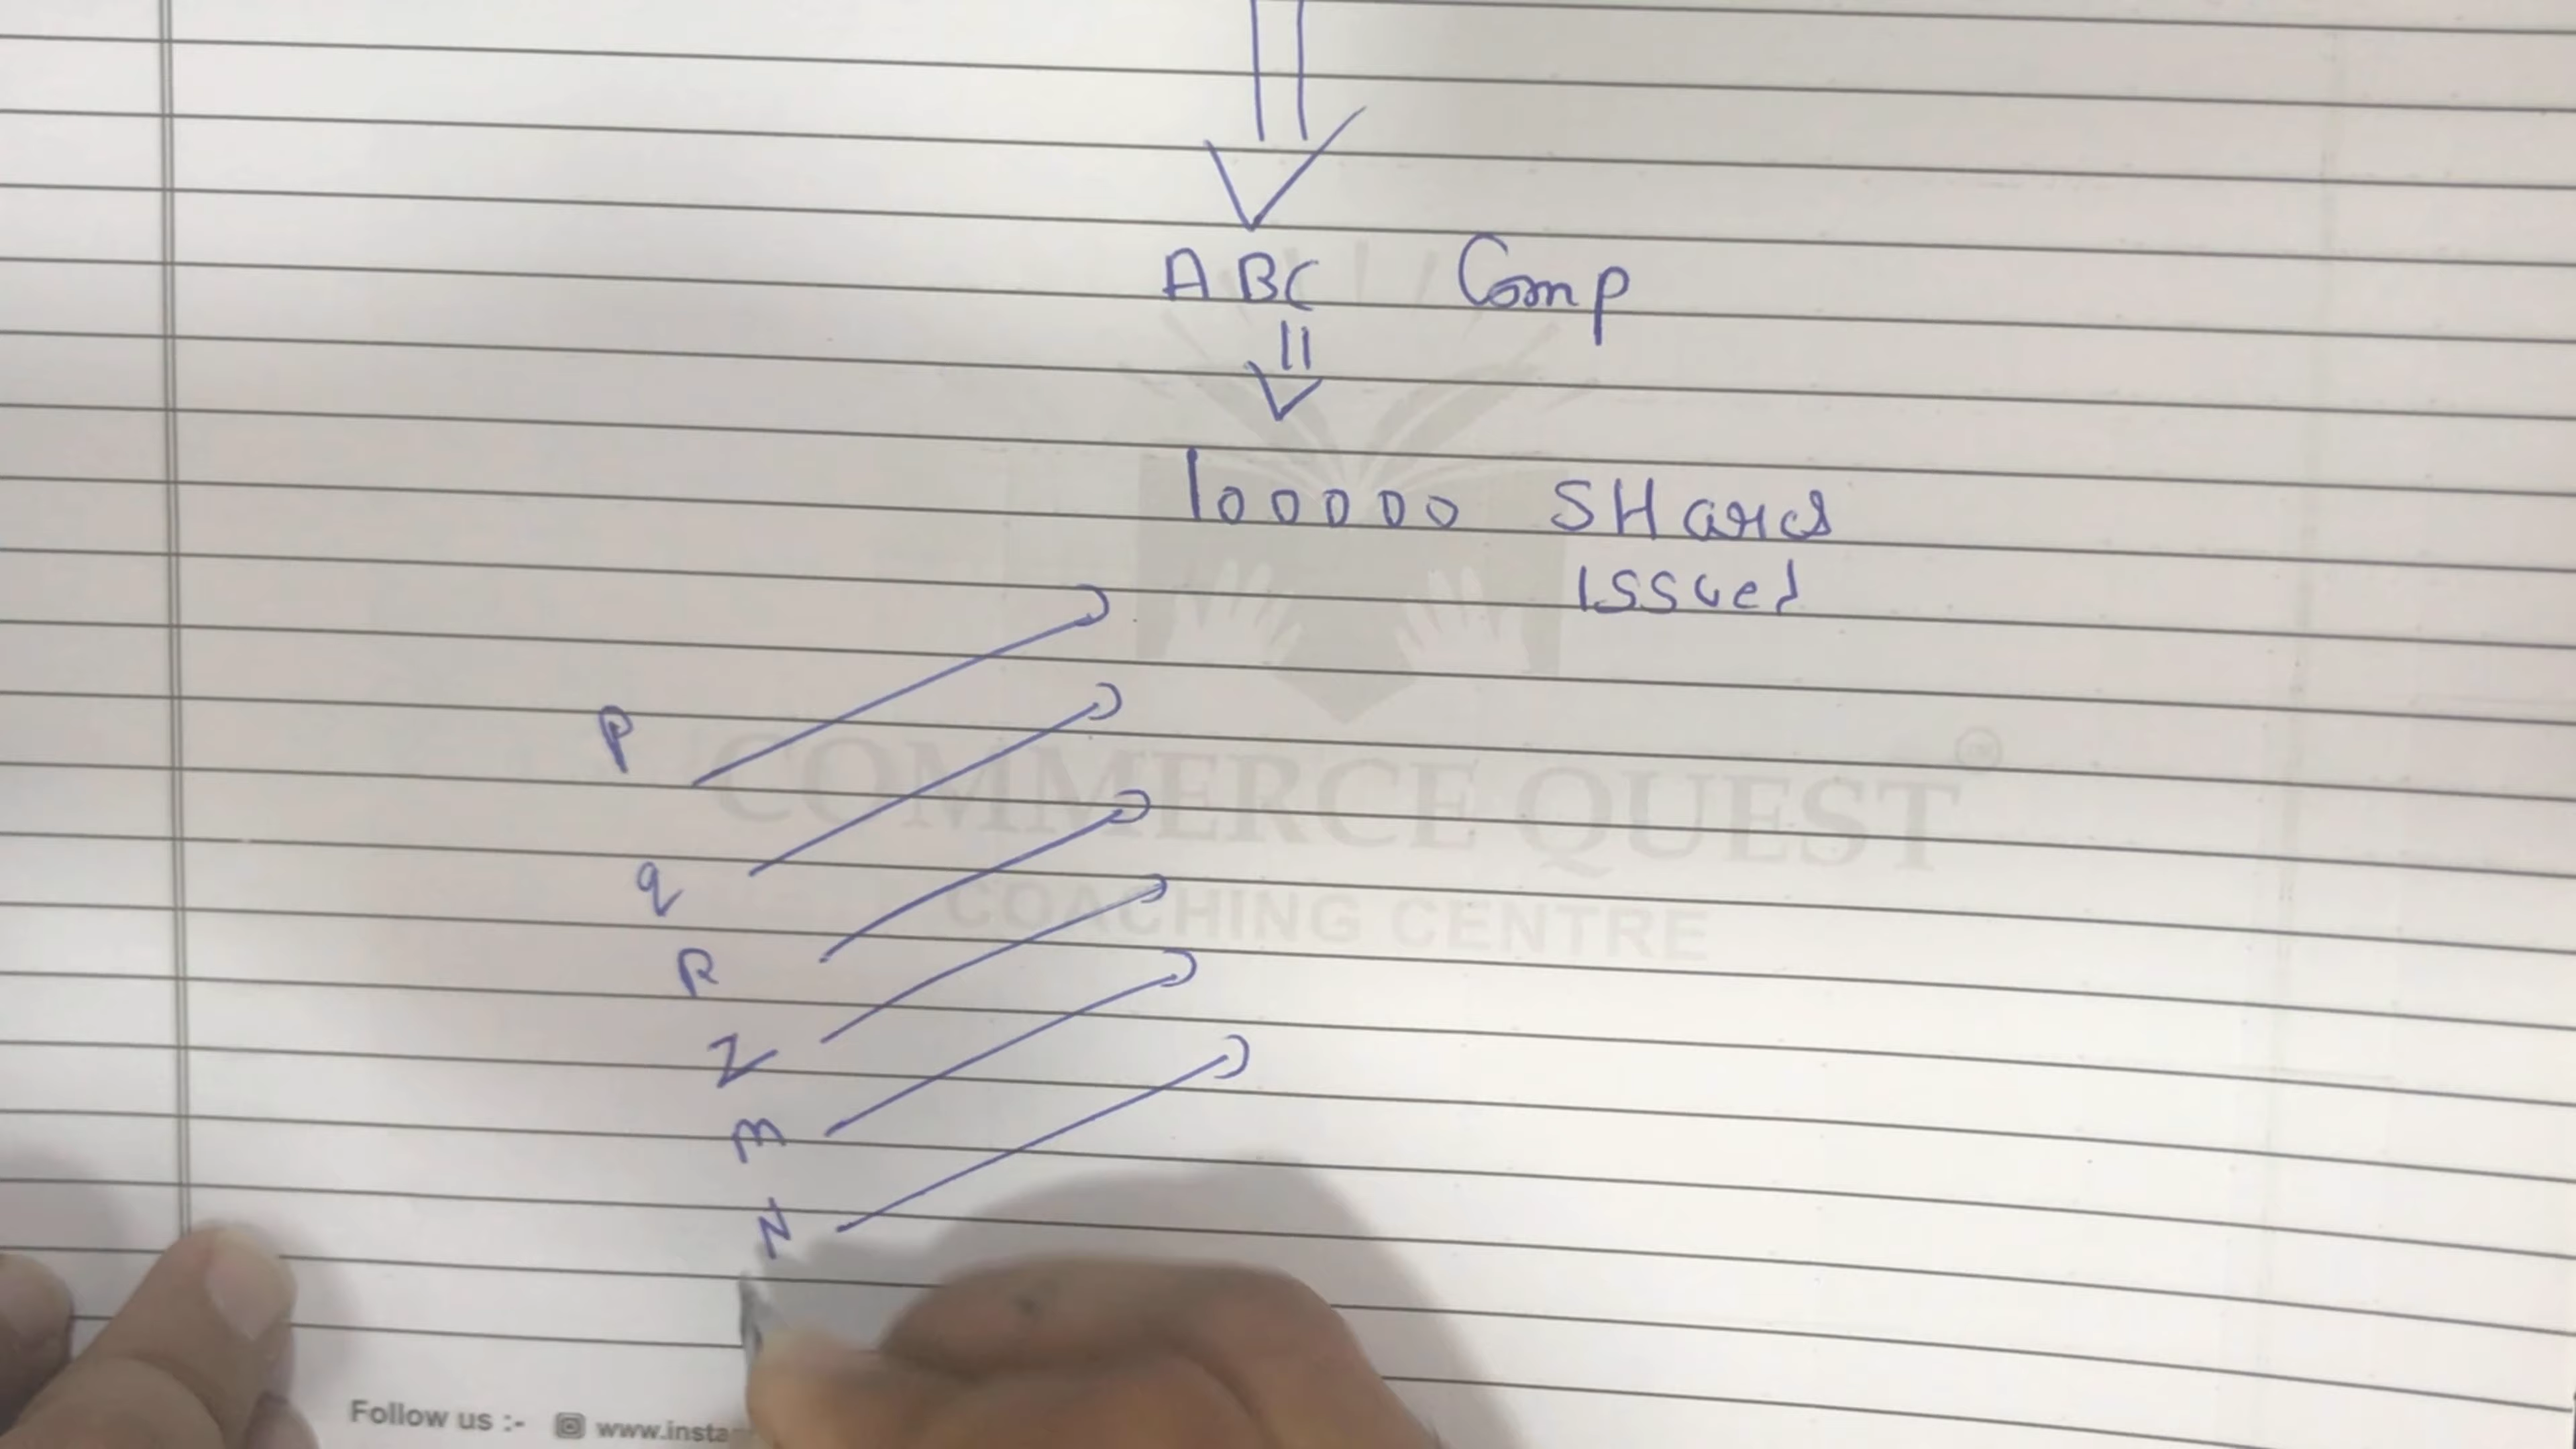 ABC Comp
100000 SHares
issued
P
q
R
Z
m
N
COMMERCE QUEST
COACHING CENTRE
Follow us :- www.insta